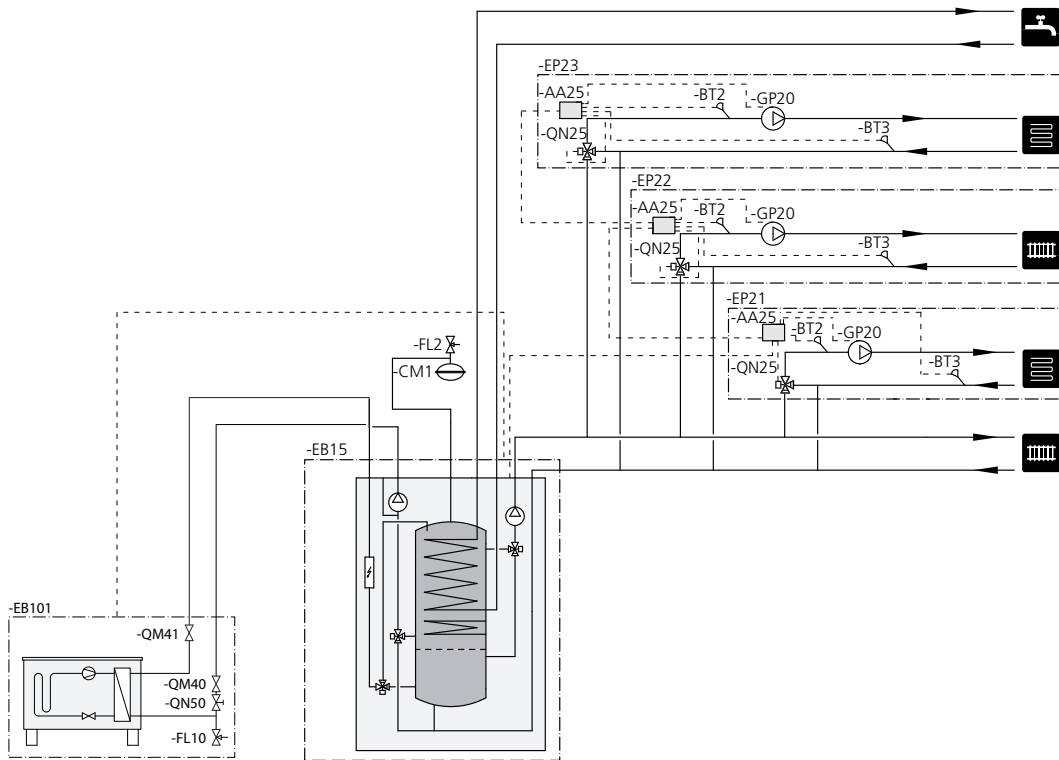 -EP23
-AA25
-BT2
-GP20
-QN25
-BT3
-EP22
-AA25
-BT2
-GP20
-QN25
-BT3
-EP21
-AA25
-BT2
-GP20
-QN25
-BT3
-FL2
-CM1
-EB15
-EB101
-QM41
-QM40
-QN50
-FL10